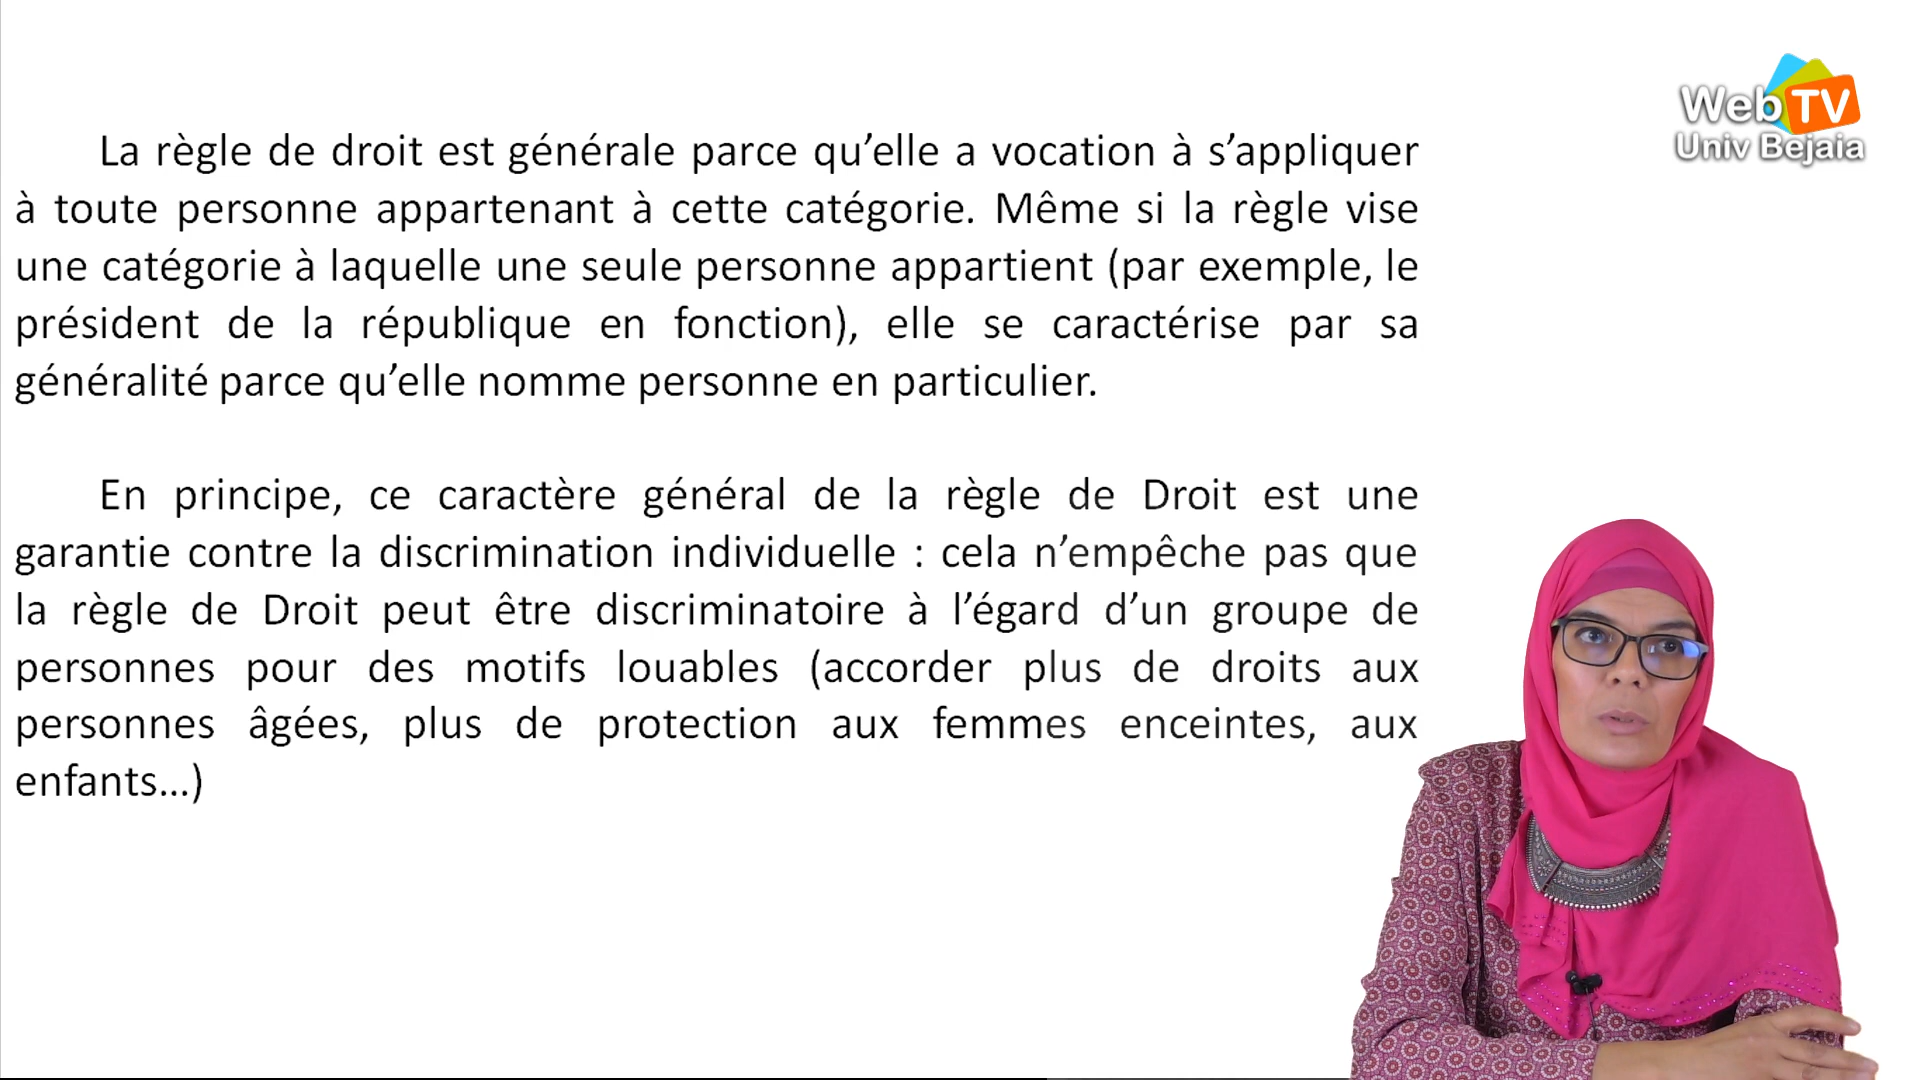 La règle de droit est générale parce qu’elle a vocation à s’appliquer
à toute personne appartenant à cette catégorie. Même si la règle vise
une catégorie à laquelle une seule personne appartient (par exemple, le
président de la république en fonction), elle se caractérise par sa
généralité parce qu’elle nomme personne en particulier.
En principe, ce caractère général de la règle de Droit est une
garantie contre la discrimination individuelle : cela n’empêche pas que
la règle de Droit peut être discriminatoire à l’égard d’un groupe de
personnes pour des motifs louables (accorder plus de droits aux
personnes âgées, plus de protection aux femmes enceintes, aux
enfants…)
Web TV
Univ Bejaia